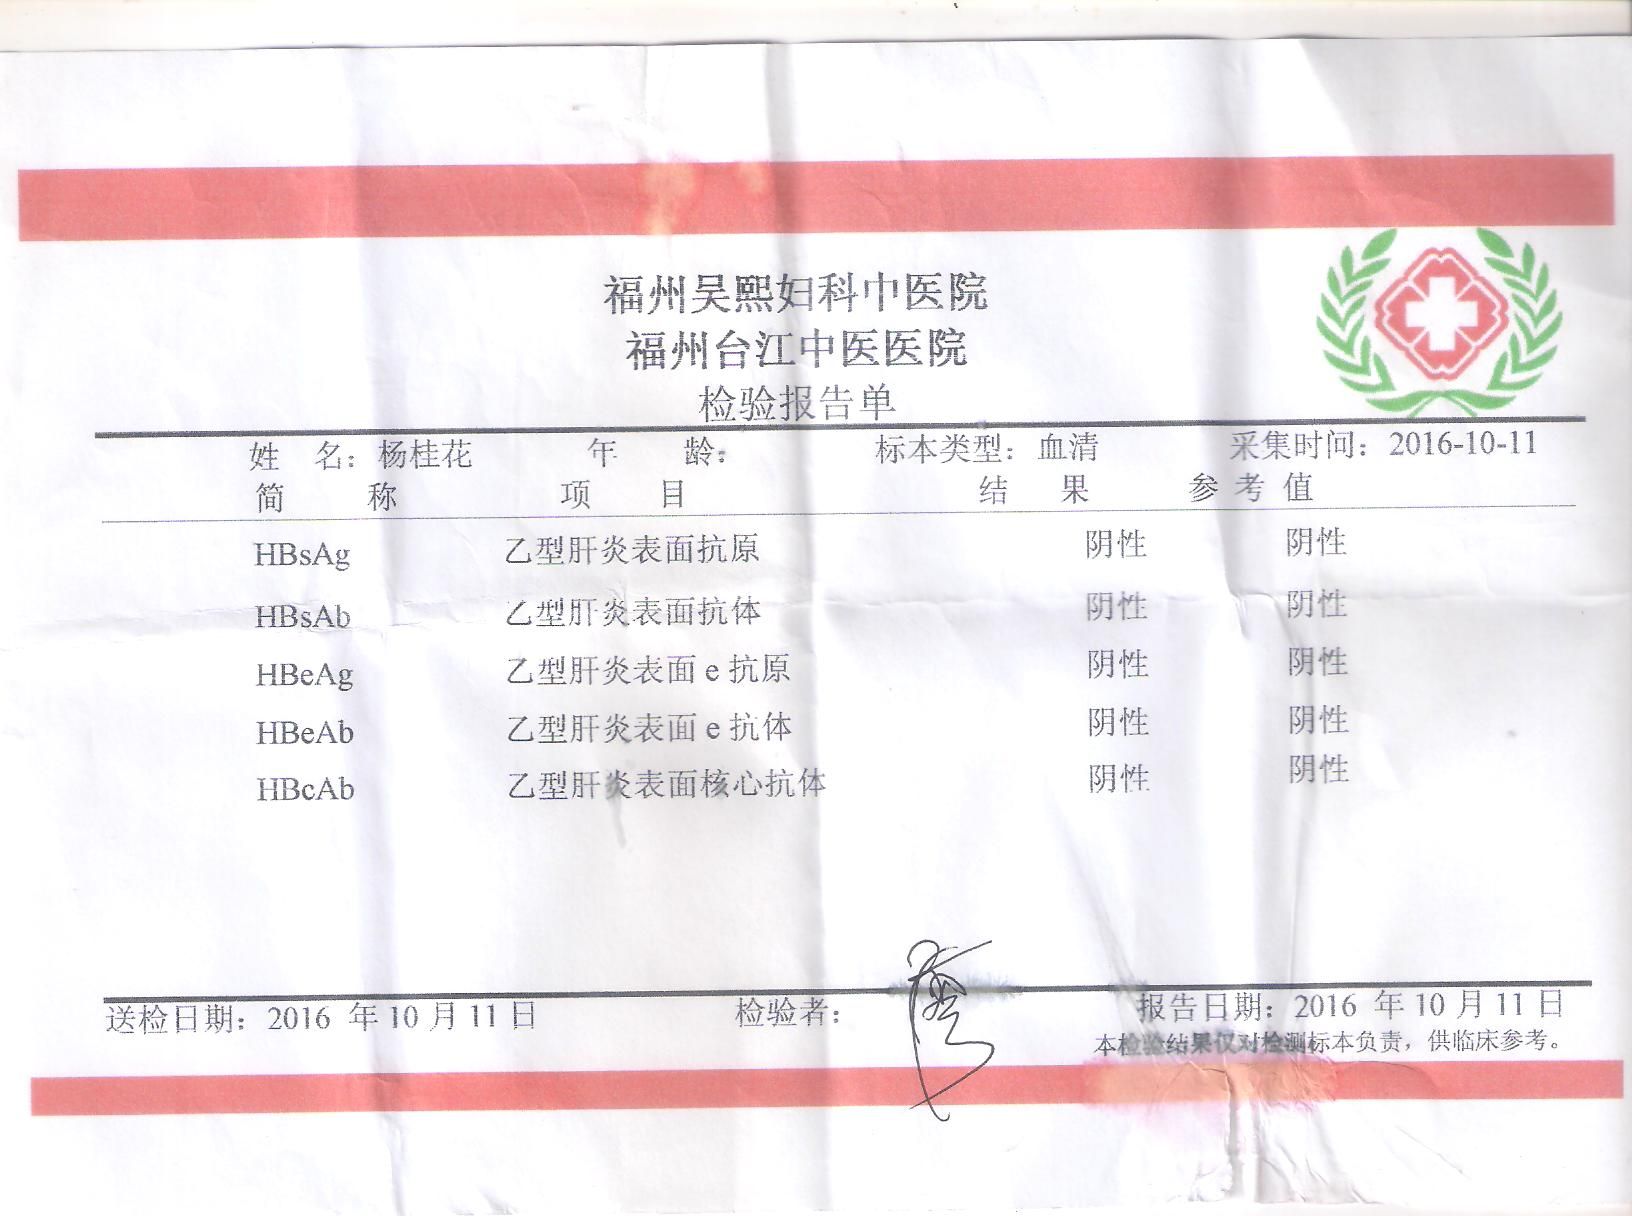 福州吴熙妇科中医院
福州台江中医医院
检验报告单
姓 名：杨桂花 年 龄： 标本类型：血清 采集时间：2016-10-11
简 称 项 目 结 果 参 考 值
HBsAg 乙型肝炎表面抗原 阴性 阴性
HBsAb 乙型肝炎表面抗体 阴性 阴性
HBeAg 乙型肝炎表面 e 抗原 阴性 阴性
HBeAb 乙型肝炎表面 e 抗体 阴性 阴性
HBcAb 乙型肝炎表面核心抗体 阴性 阴性
送检日期：2016 年 10 月 11 日 检验者： 报告日期：2016 年 10 月 11 日
本检验结果仅对检测标本负责，供临床参考。